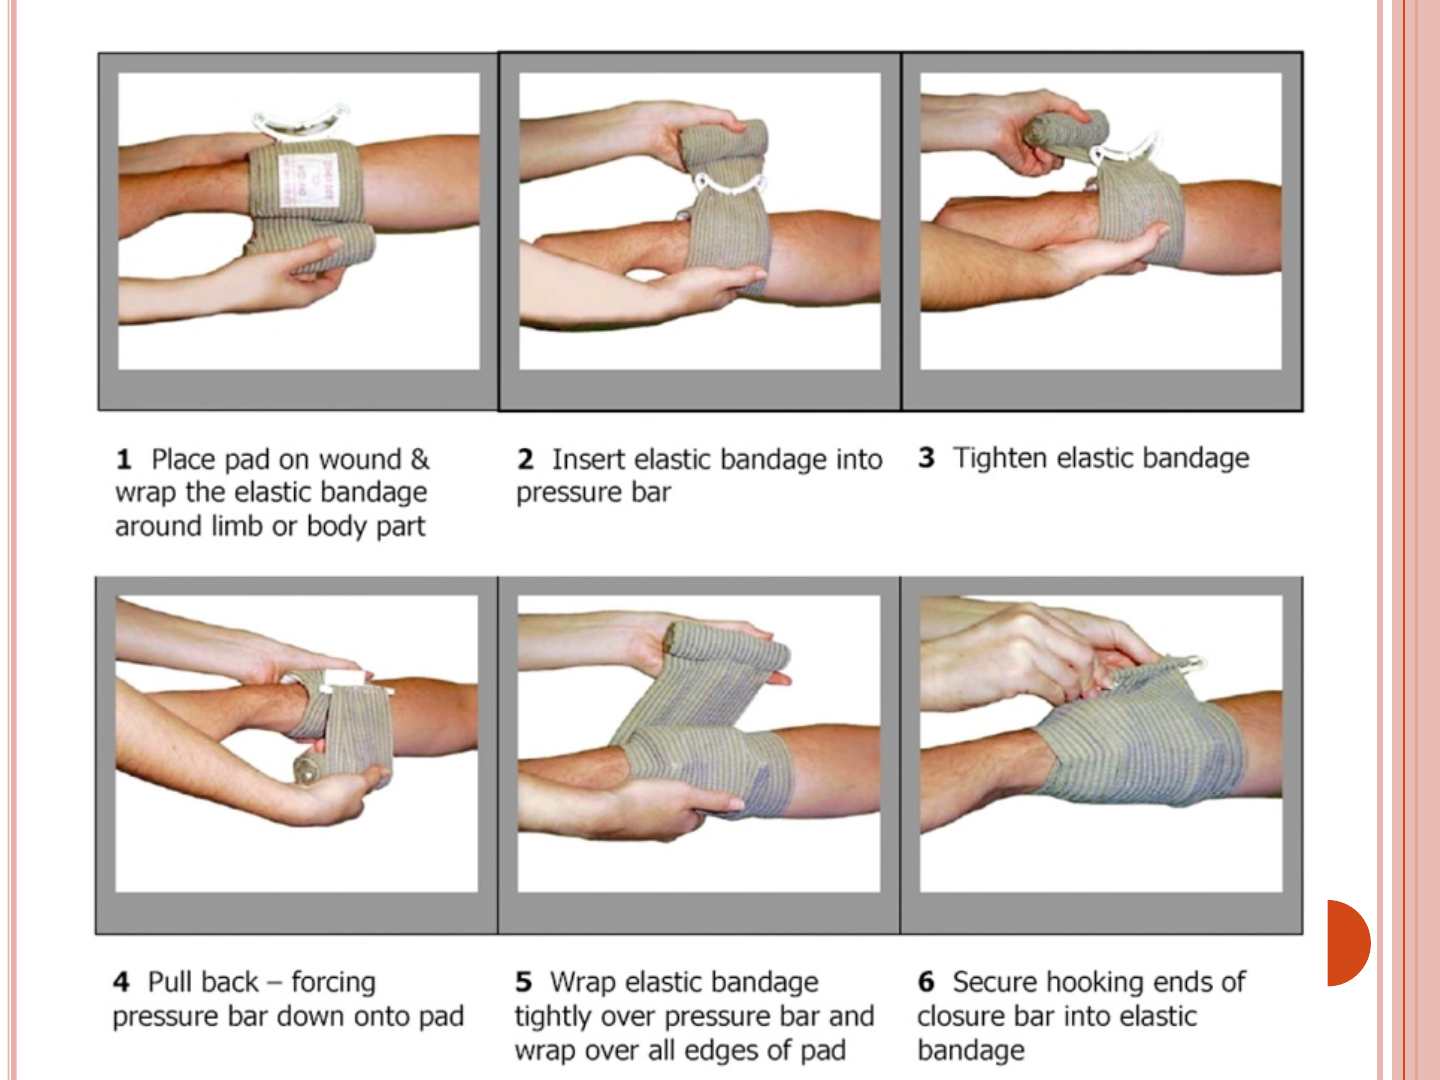 1 Place pad on wound &
wrap the elastic bandage
around limb or body part
2 Insert elastic bandage into
pressure bar
3 Tighten elastic bandage
4 Pull back – forcing
pressure bar down onto pad
5 Wrap elastic bandage
tightly over pressure bar and
wrap over all edges of pad
6 Secure hooking ends of
closure bar into elastic
bandage